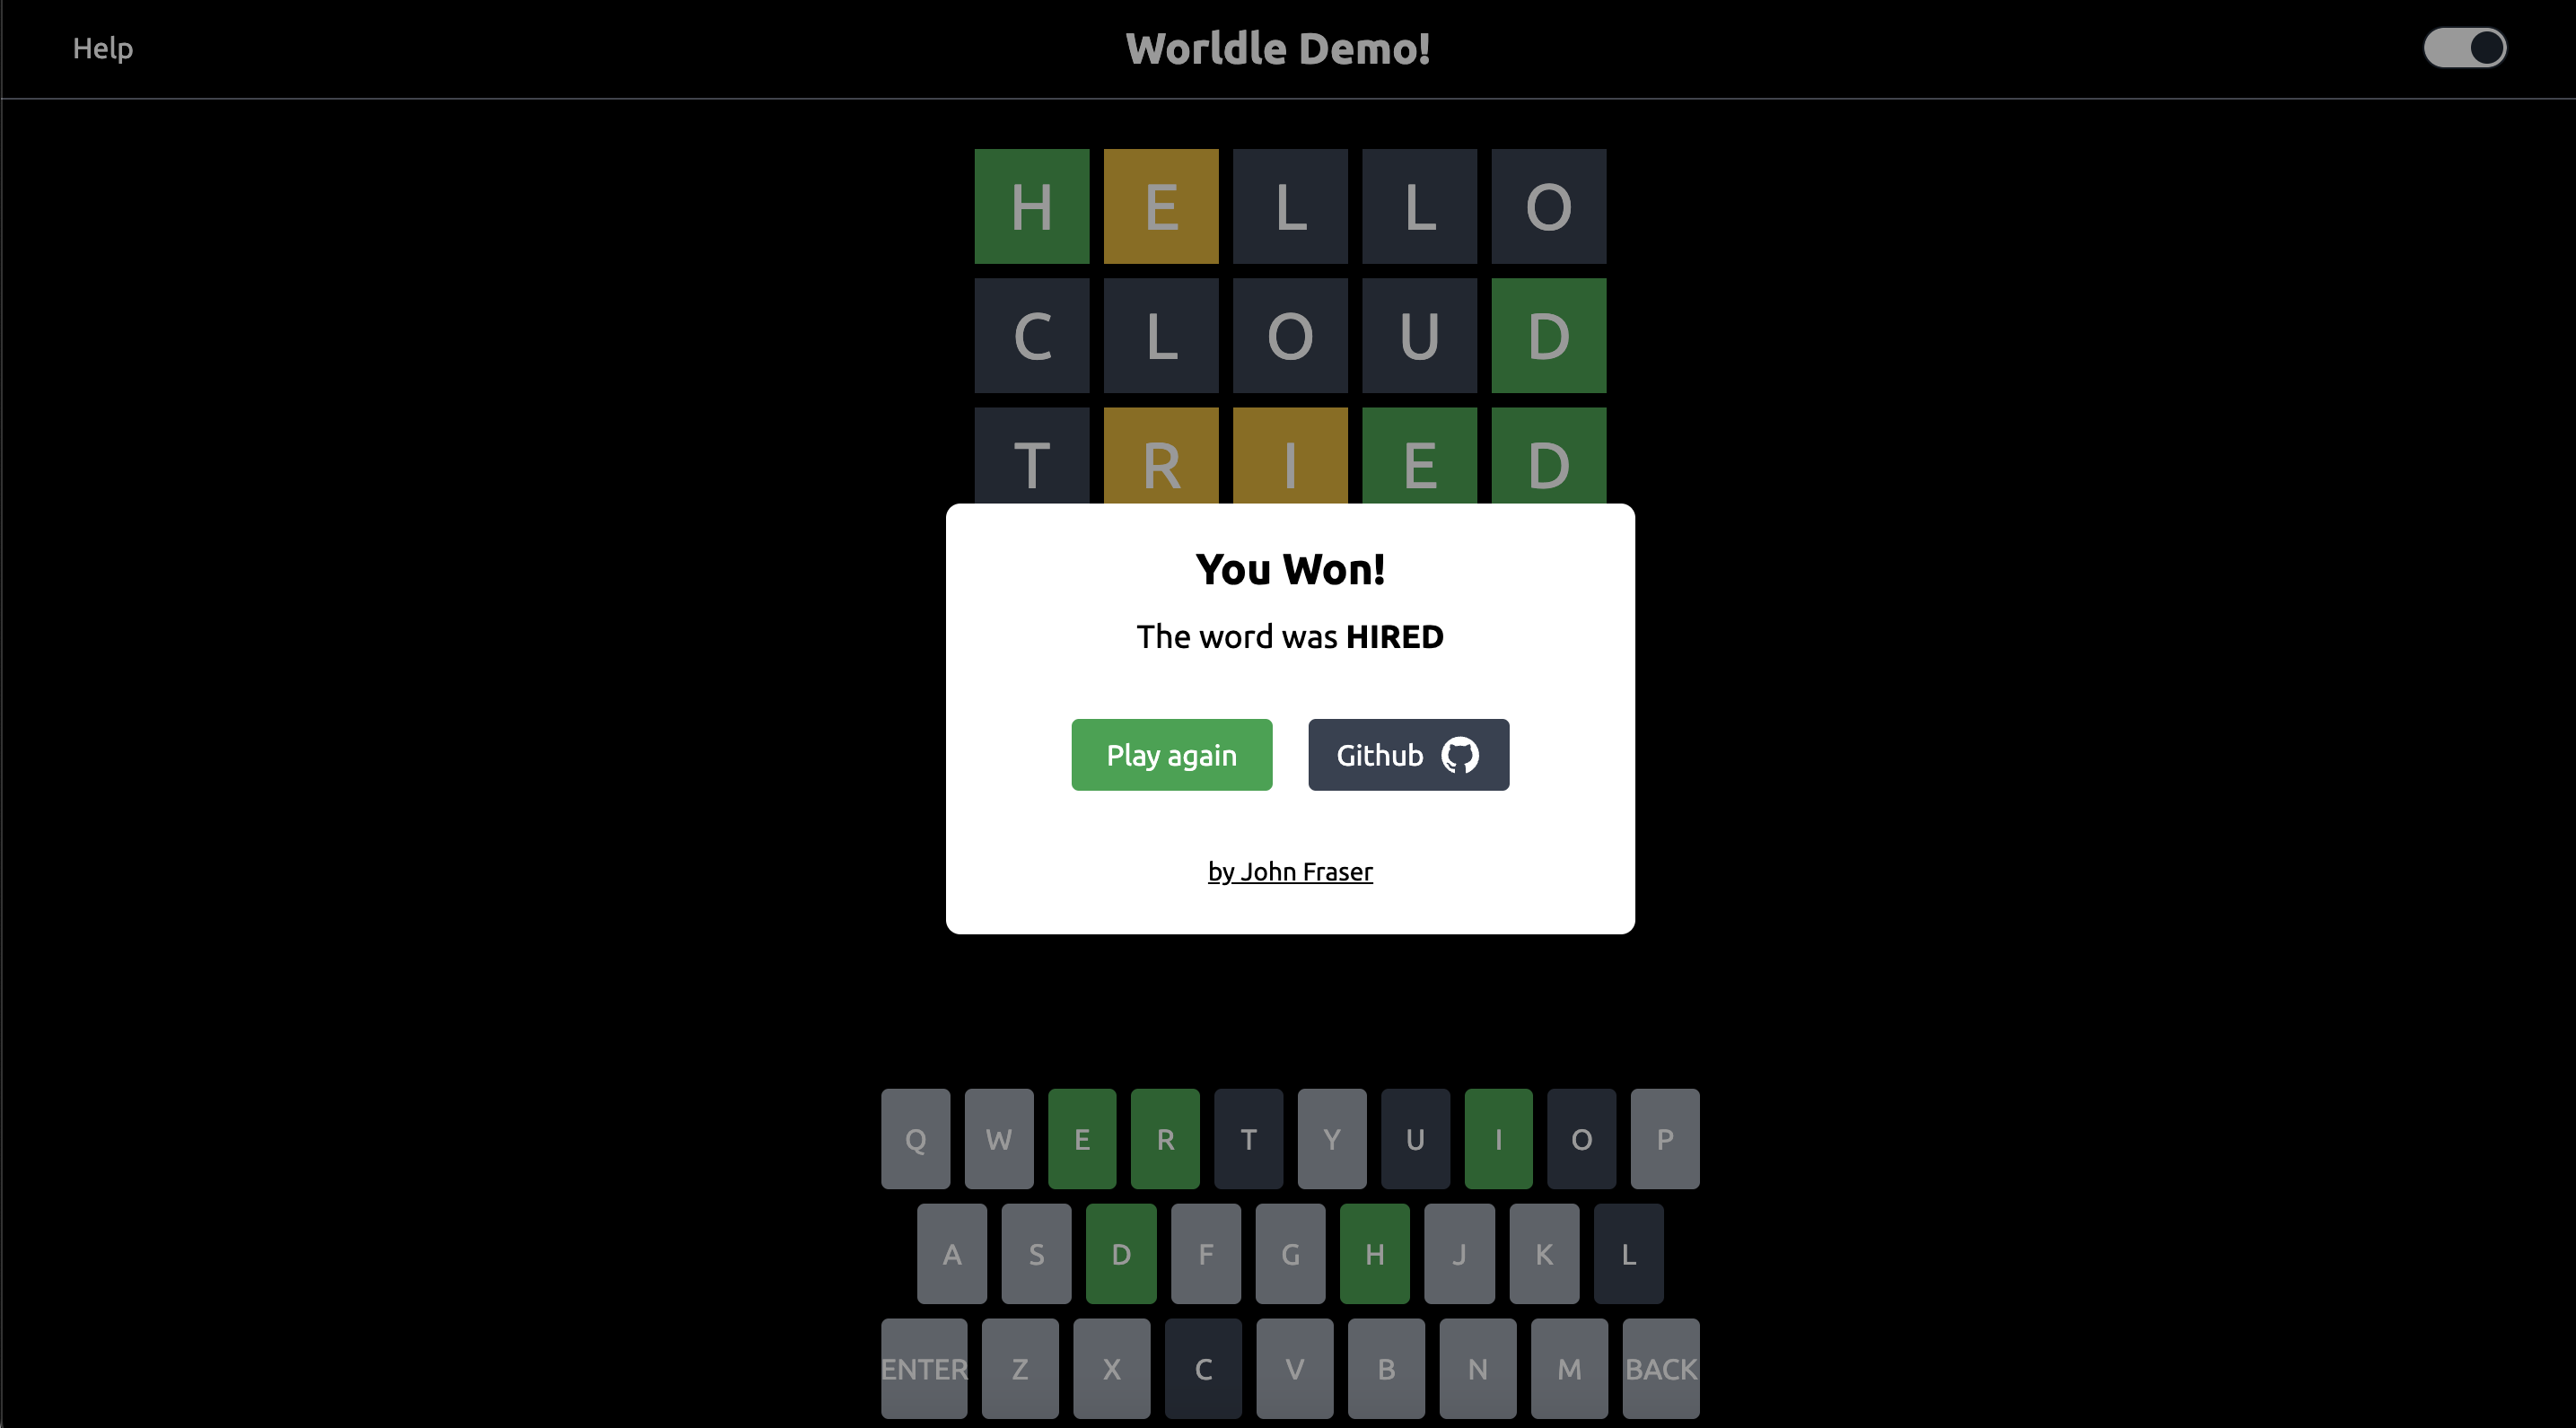 Help Worldle Demo!
H E L L O
C L O U D
T R I E D
You Won!
The word was HIRED
Play again Github
by John Fraser
Q W E R T Y U I O P
A S D F G H J K L
ENTER Z X C V B N M BACK